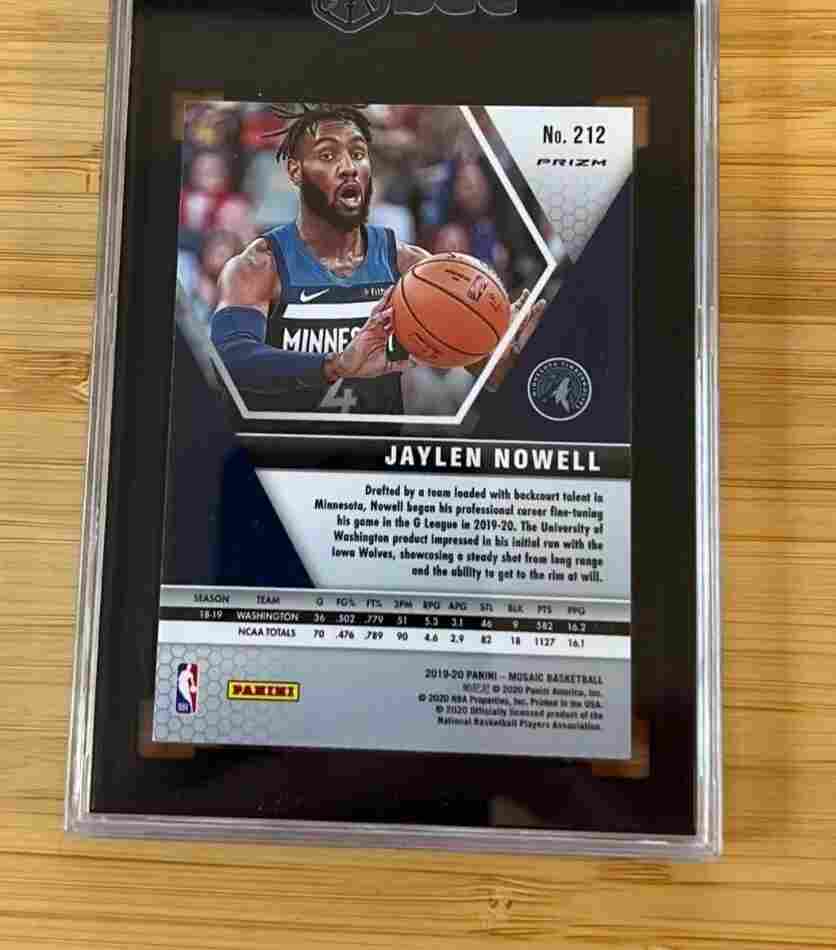 No. 212
PRIZM
MINNES
4
JAYLEN NOWELL
Drafted by a team loaded with backcourt talent in
Minnesota, Nowell began his professional career fine-tuning
his game in the G League in 2019-20. The University of
Washington product impressed in his initial run with the
Iowa Wolves, showcasing a steady shot from long range
and the ability to get to the rim at will.
SEASON TEAM G FG% FT% 3PM RPG APG STL BLK PTS PPG
18-19 WASHINGTON 36 .502 .779 51 5.3 3.1 46 9 582 16.2
NCAA TOTALS 70 .476 .789 90 4.6 2.9 82 18 1127 16.1
PANINI
2019-20 PANINI – MOSAIC BASKETBALL
© 2020 Panini America, Inc.
© 2020 NBA Properties, Inc. Printed in the USA.
© 2020 Officially licensed product of the
National Basketball Players Association.